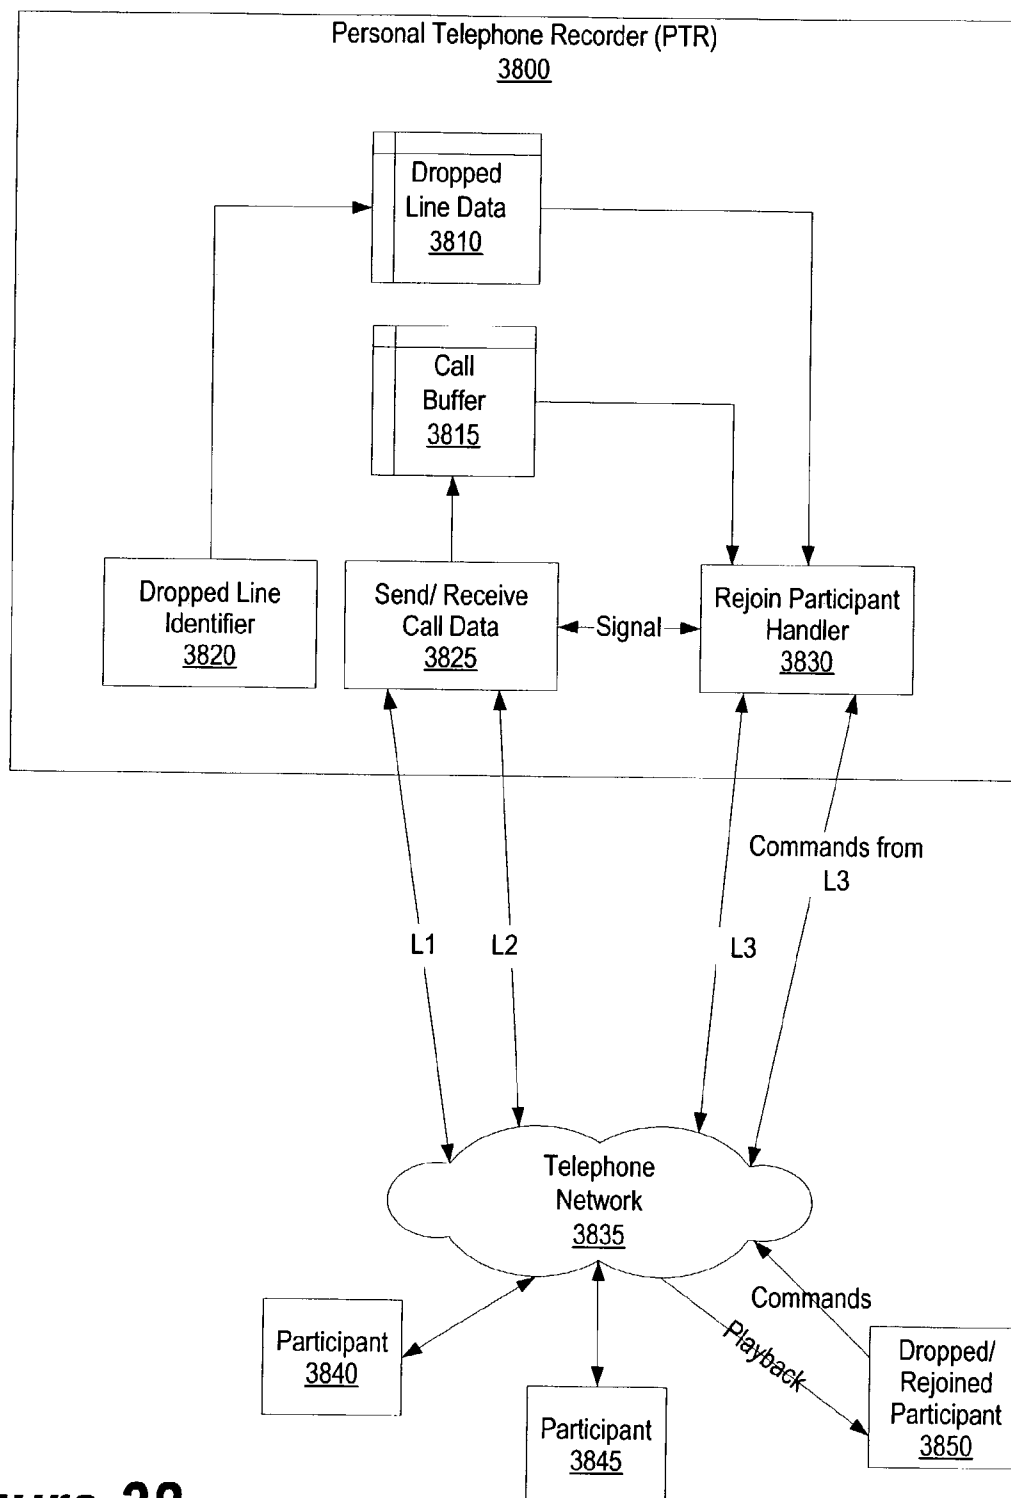 Personal Telephone Recorder (PTR)
3800
Dropped
Line Data
3810
Call
Buffer
3815
Dropped Line
Identifier
3820
Send/ Receive
Call Data
3825
Signal
Rejoin Participant
Handler
3830
Commands from
L3
L1
L2
L3
Telephone
Network
3835
Commands
Playback
Participant
3840
Participant
3845
Dropped/
Rejoined
Participant
3850